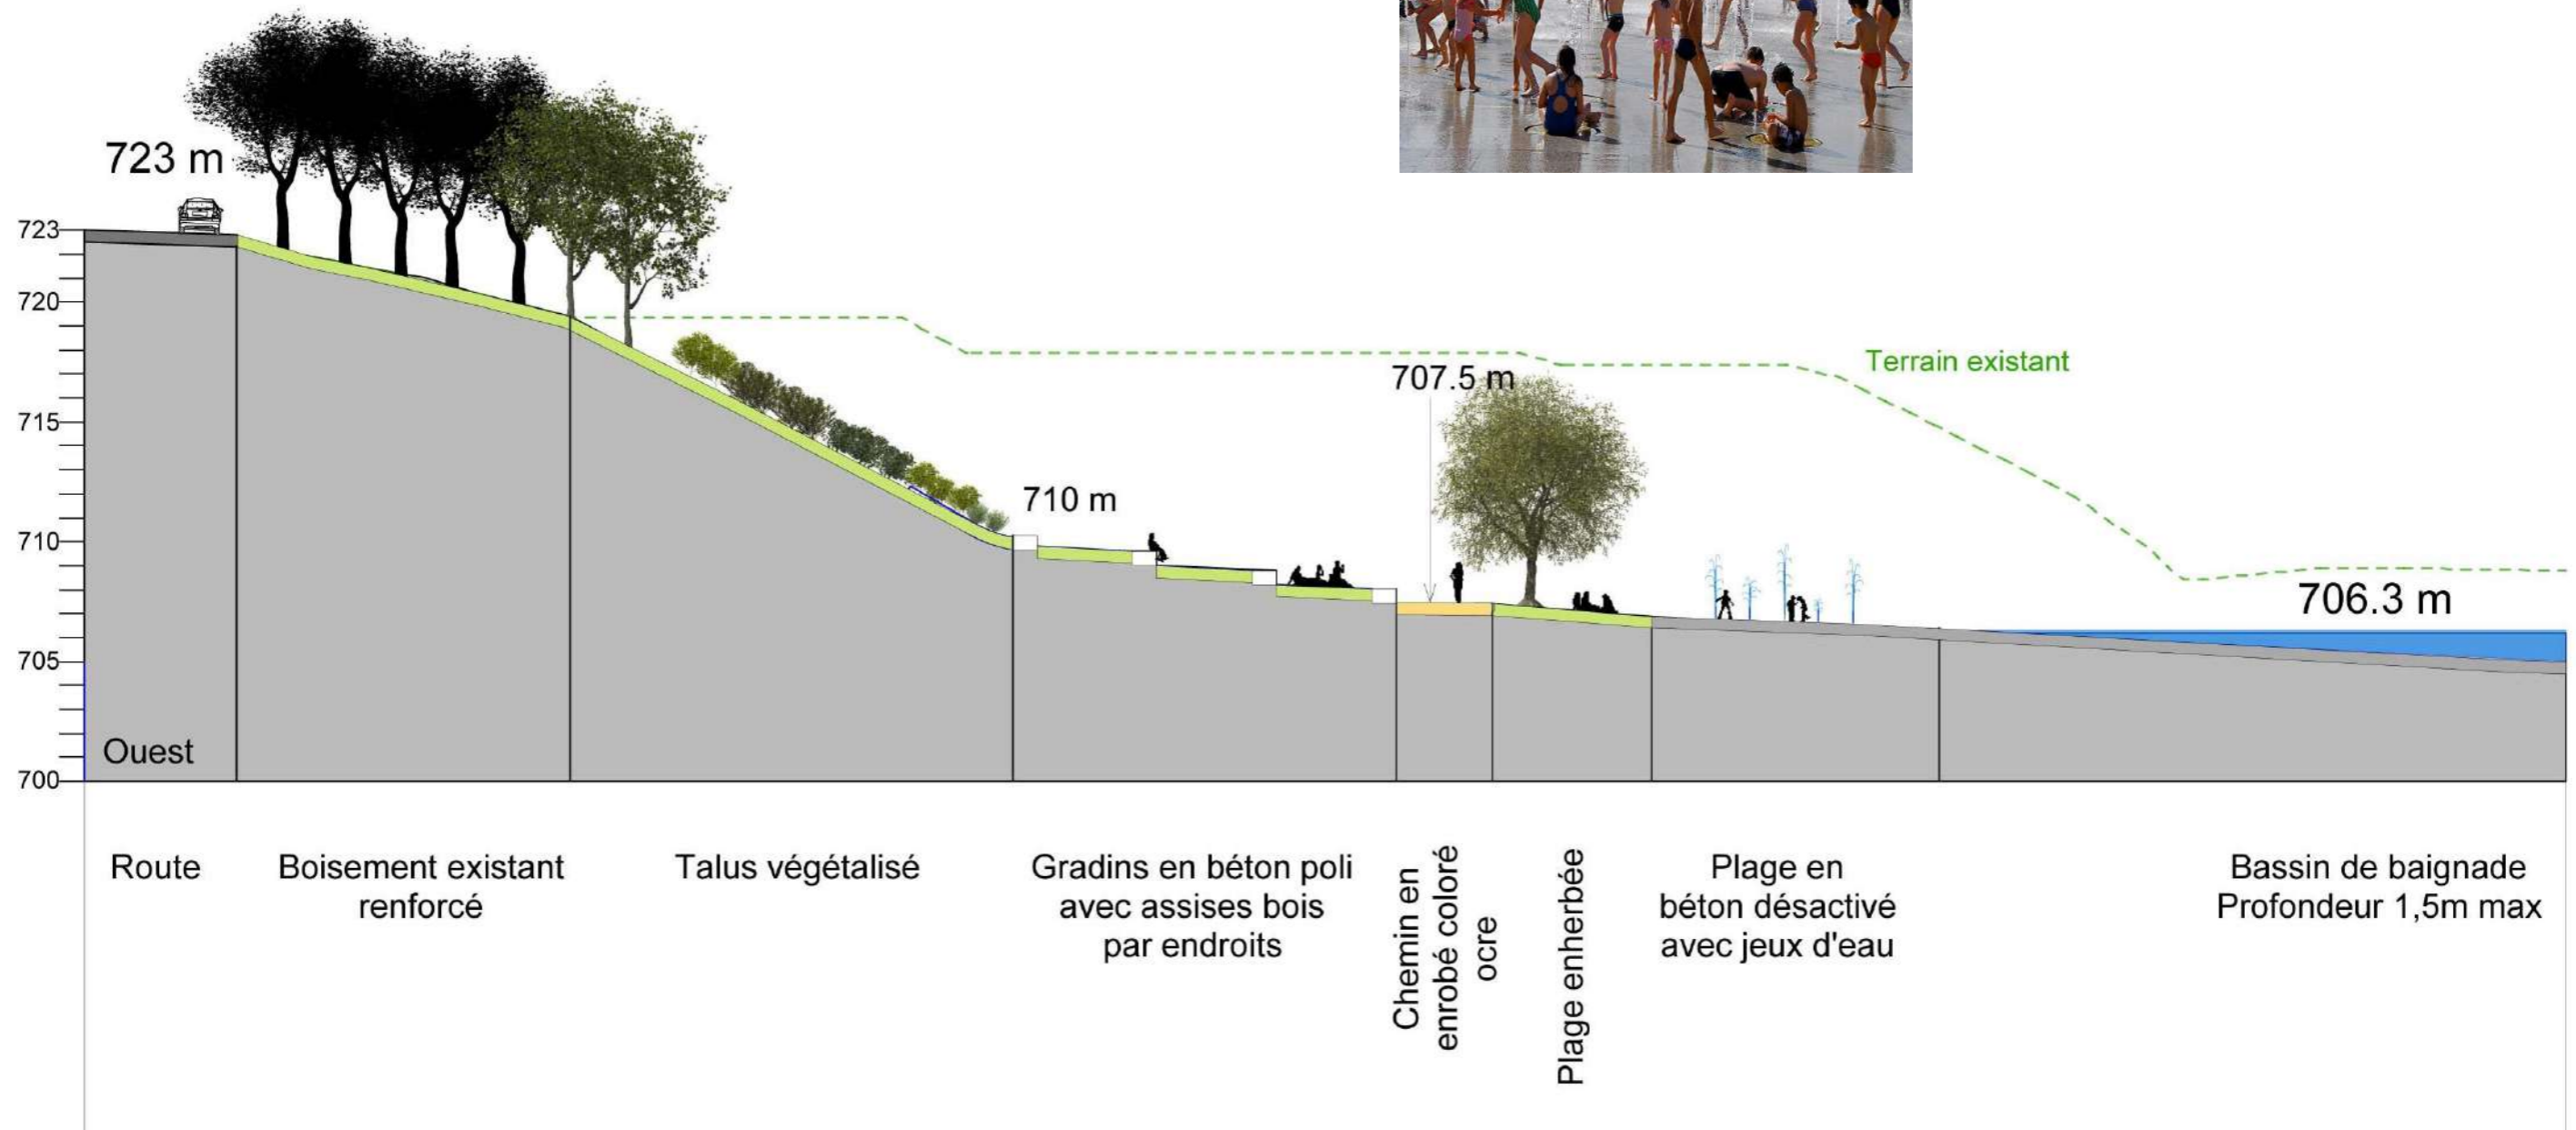 723 m
723
720
715
710
705
700
Terrain existant
707.5 m
710 m
706.3 m
Ouest
Route
Boisement existant
renforcé
Talus végétalisé
Gradins en béton poli
avec assises bois
par endroits
Chemin en
enrobé coloré
ocre
Plage enherbée
Plage en
béton désactivé
avec jeux d'eau
Bassin de baignade
Profondeur 1,5m max